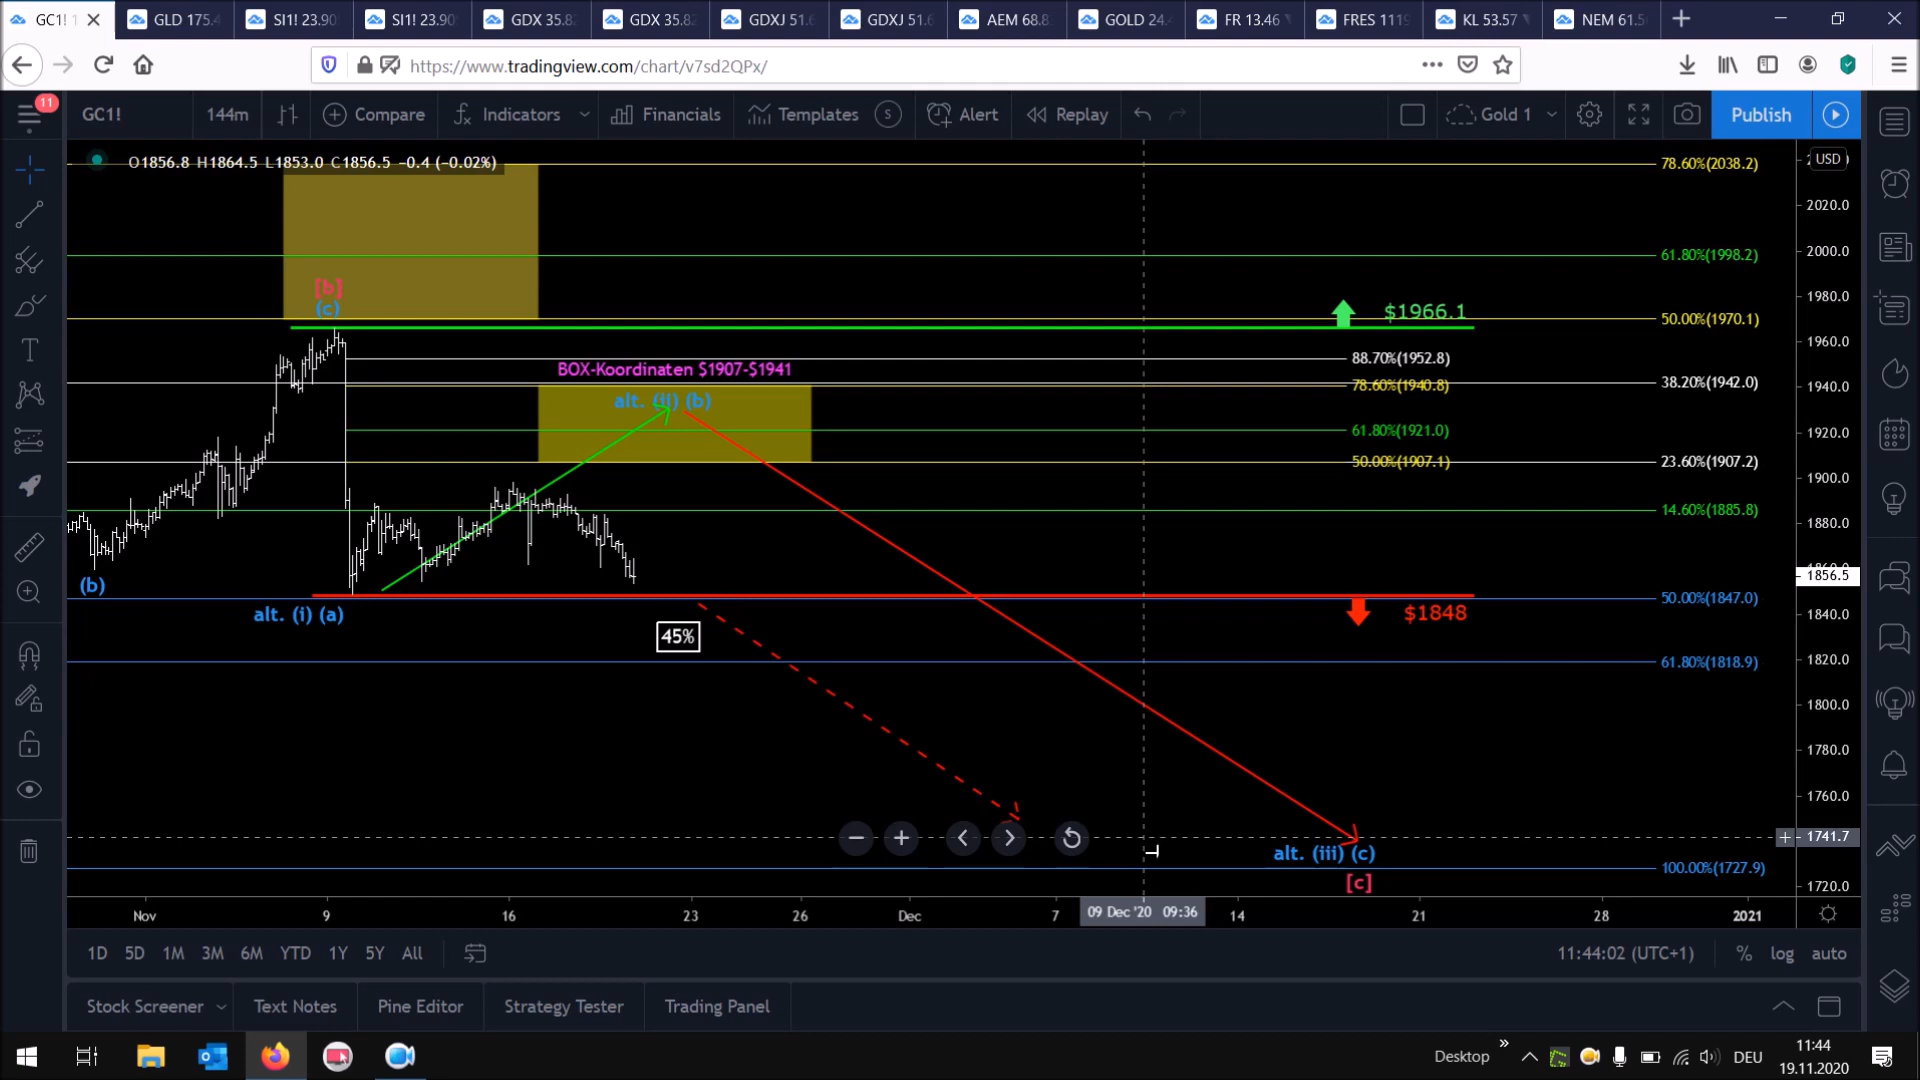 GC1! 1
GLD 175.4
SI1! 23.90
SI1! 23.90
GDX 35.82
GDX 35.82
GDXJ 51.6
GDXJ 51.6
AEM 68.8
GOLD 24.
FR 13.46
FRES 1119
KL 53.57
NEM 61.5
https://www.tradingview.com/chart/v7sd2QPx/
11
GC1!
144m
Compare
Indicators
Financials
Templates
S
Alert
Replay
Gold 1
Publish
O1856.8 H1864.5 L1853.0 C1856.5 −0.4 (−0.02%)
78.60%(2038.2)
USD
2020.0
61.80%(1998.2)
2000.0
[b]
(c)
1980.0
$1966.1
50.00%(1970.1)
1960.0
BOX-Koordinaten $1907-$1941
88.70%(1952.8)
38.20%(1942.0)
78.60%(1940.8)
1940.0
alt. (ii) (b)
61.80%(1921.0)
1920.0
50.00%(1907.1)
23.60%(1907.2)
1900.0
14.60%(1885.8)
1880.0
1856.5
(b)
50.00%(1847.0)
alt. (i) (a)
$1848
1840.0
45%
61.80%(1818.9)
1820.0
1800.0
1780.0
1760.0
1741.7
alt. (iii) (c)
100.00%(1727.9)
[c]
1720.0
Nov
9
16
23
26
Dec
7
09 Dec '20 09:36
14
21
28
2021
1D
5D
1M
3M
6M
YTD
1Y
5Y
All
11:44:02 (UTC+1)
%
log
auto
Stock Screener
Text Notes
Pine Editor
Strategy Tester
Trading Panel
Desktop
DEU
11:44
19.11.2020